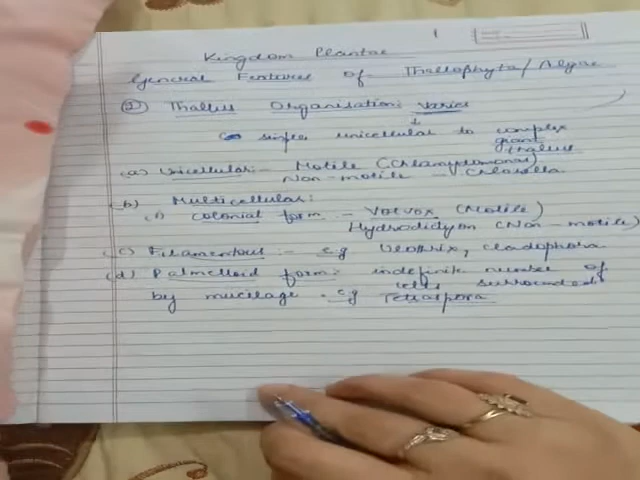 Kingdom Plantae
General Features of Thallophyta/Algae
② Thallus Organisation: varies
simple unicellular to complex giant thallus
(a) Unicellular:- Motile (Chlamydomonas)
Non-motile - Chlorella
(b) Multicellular:
(i) colonial form - Volvox (Motile)
Hydrodictyon (Non-motile)
(c) Filamentous:- e.g Ulothrix, cladophora
(d) Palmelloid form: indefinite number of
cells surrounded
by mucilage. eg Tetraspora